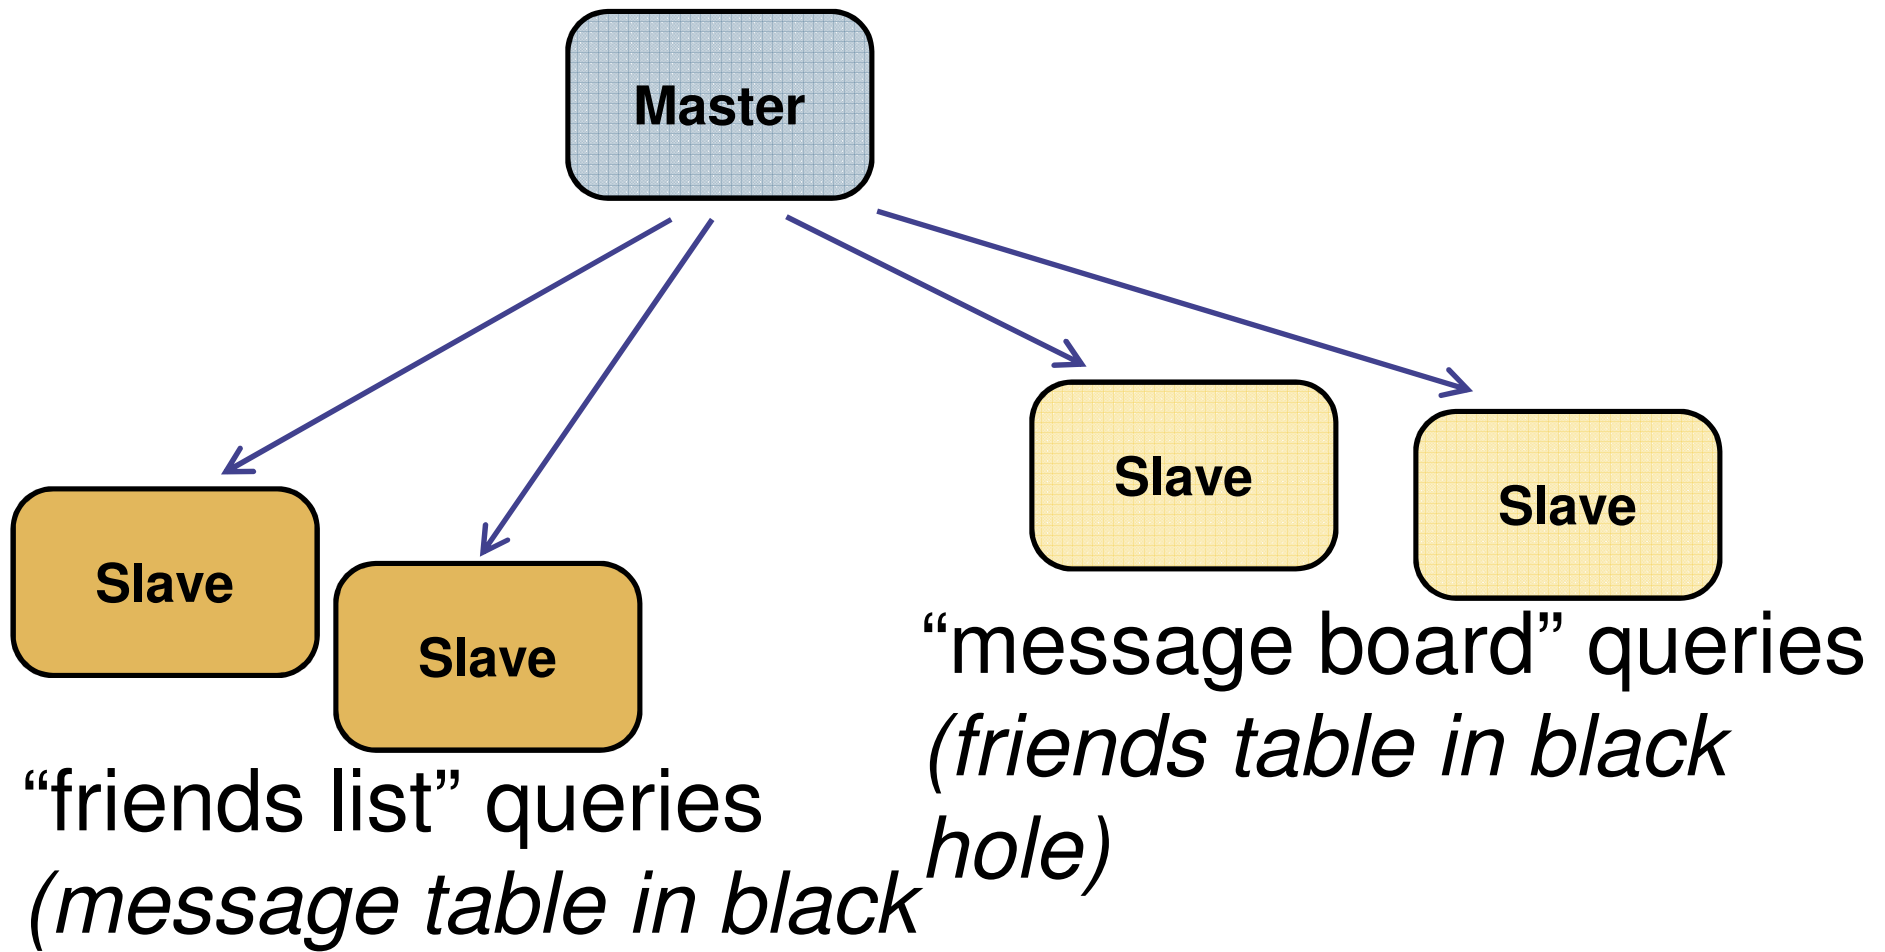 Master
Slave
Slave
Slave
Slave
“message board” queries
(friends table in black
hole)
“friends list” queries
(message table in black